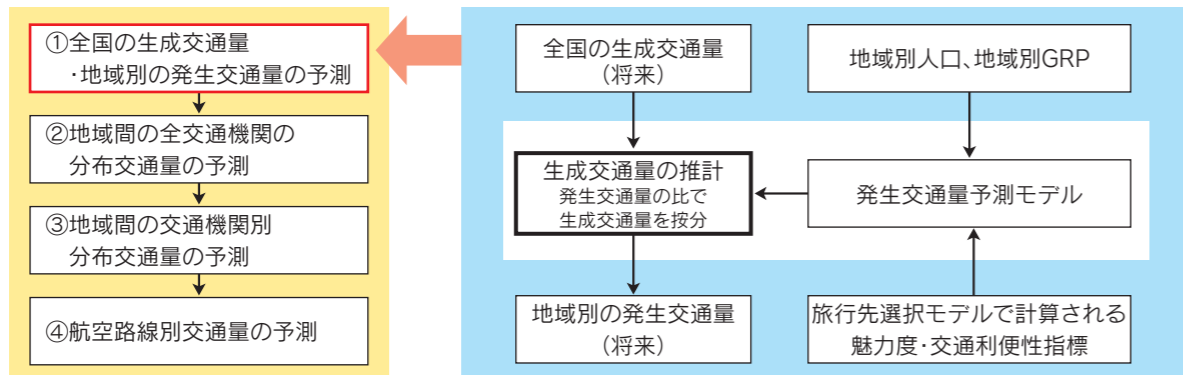 ①全国の生成交通量
・地域別の発生交通量の予測
②地域間の全交通機関の
分布交通量の予測
③地域間の交通機関別
分布交通量の予測
④航空路線別交通量の予測
全国の生成交通量
(将来)
地域別人口、地域別GRP
生成交通量の推計
発生交通量の比で
生成交通量を按分
発生交通量予測モデル
地域別の発生交通量
(将来)
旅行先選択モデルで計算される
魅力度・交通利便性指標